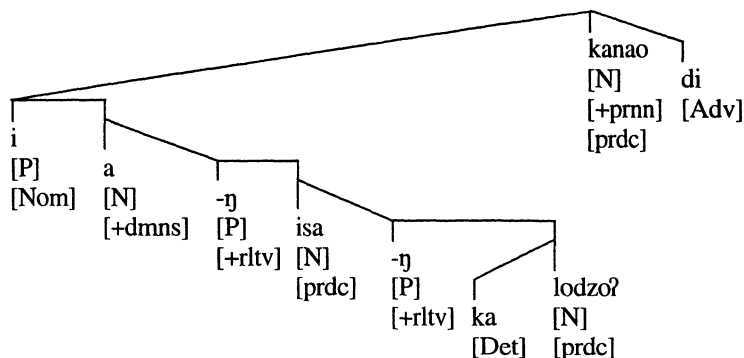 i
[P]
[Nom]
a
[N]
[+dmns]
-ŋ
[P]
[+rltv]
isa
[N]
[prdc]
-ŋ
[P]
[+rltv]
ka
[Det]
lodzoʔ
[N]
[prdc]
kanao
[N]
[+prnn]
[prdc]
di
[Adv]